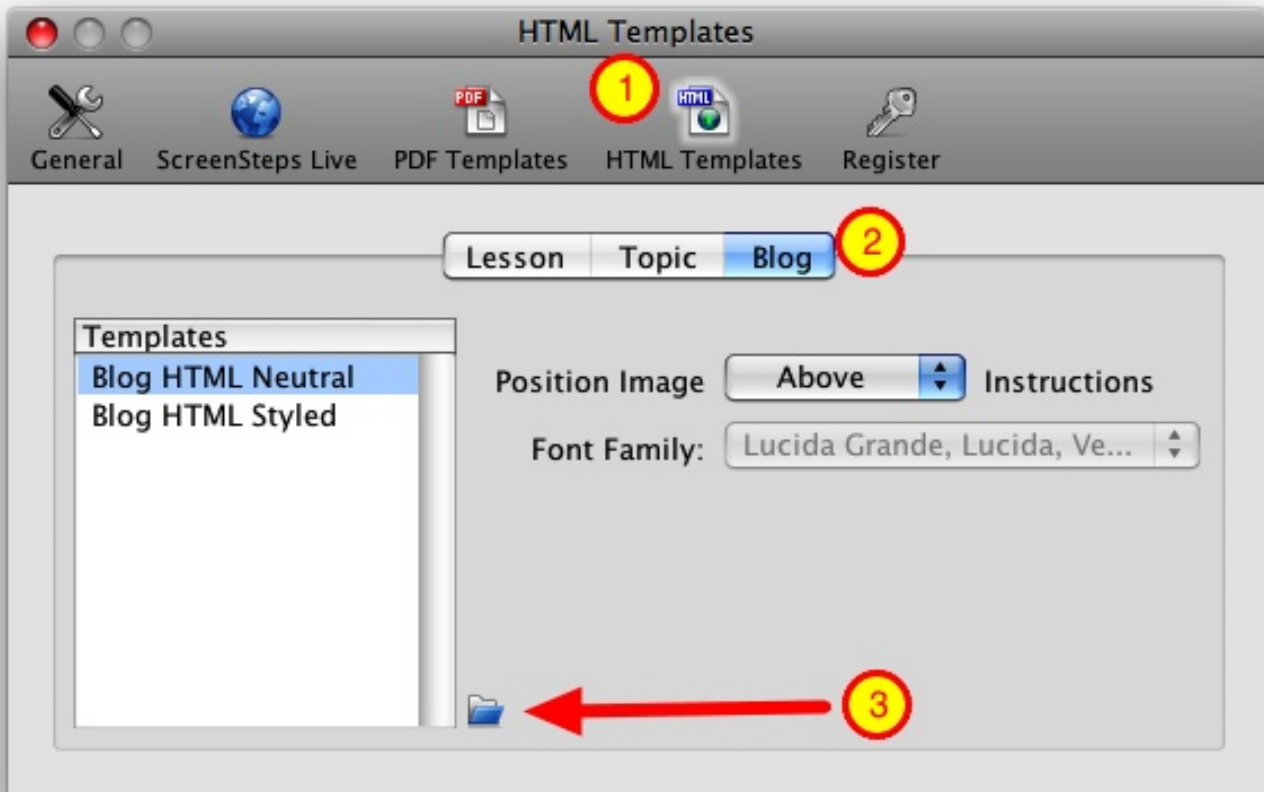 HTML Templates
1
PDF
HTML
General ScreenSteps Live PDF Templates HTML Templates Register
Lesson Topic Blog
2
Templates
Blog HTML Neutral
Blog HTML Styled
Position Image Above Instructions
Font Family: Lucida Grande, Lucida, Ve...
3